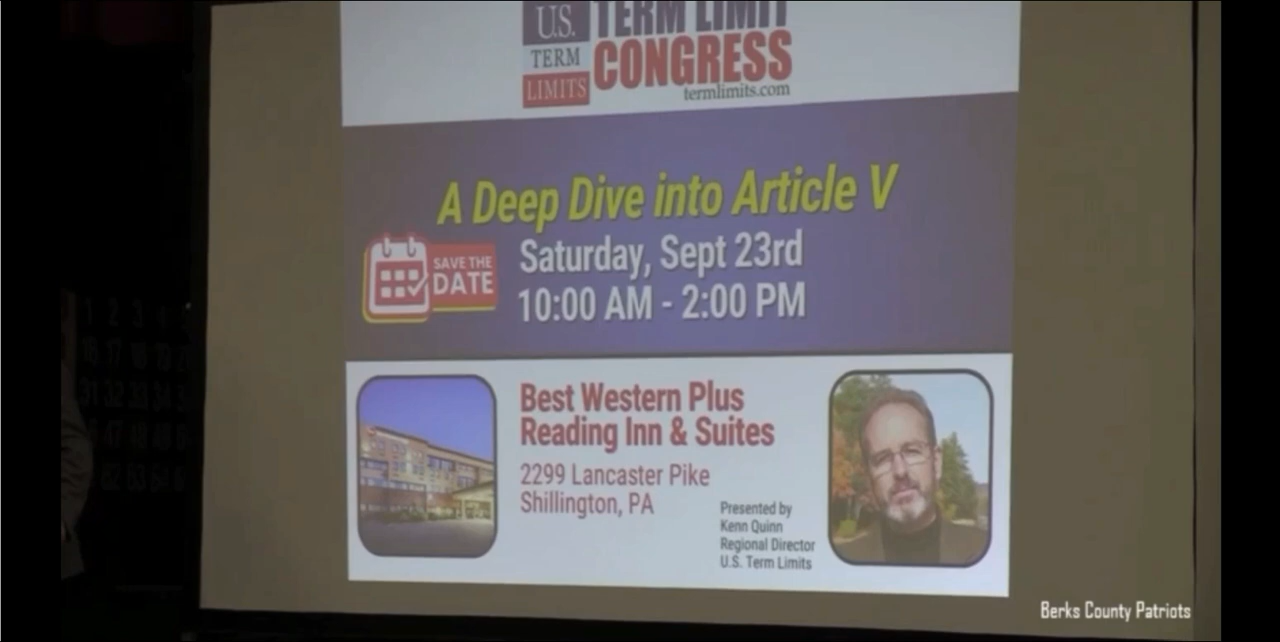 U.S.
TERM
LIMITS
TERM LIMIT
CONGRESS
termlimits.com
A Deep Dive into Article V
SAVE THE
DATE
Saturday, Sept 23rd
10:00 AM - 2:00 PM
Best Western Plus
Reading Inn & Suites
2299 Lancaster Pike
Shillington, PA
Presented by
Kenn Quinn
Regional Director
U.S. Term Limits
Berks County Patriots